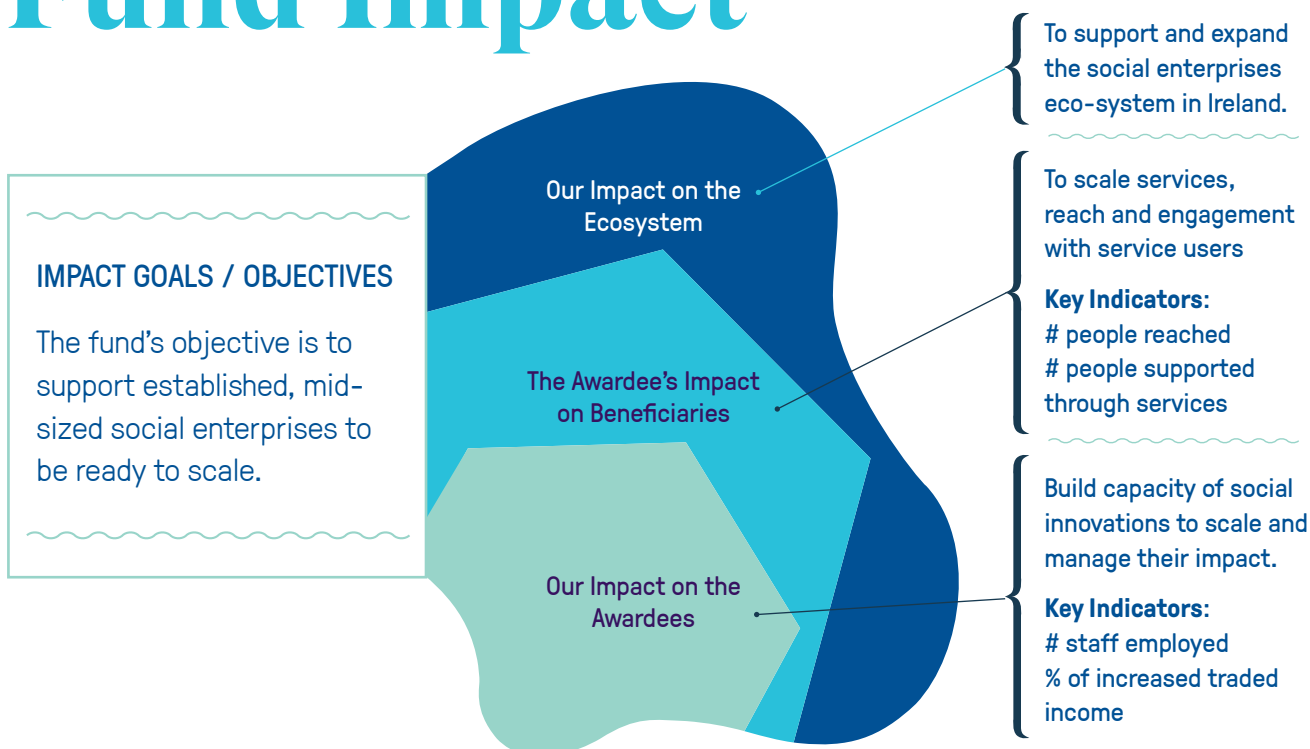 Fund Impact
IMPACT GOALS / OBJECTIVES
The fund's objective is to
support established, mid-
sized social enterprises to
be ready to scale.
Our Impact on the
Ecosystem
The Awardee's Impact
on Beneficiaries
Our Impact on the
Awardees
To support and expand
the social enterprises
eco-system in Ireland.
To scale services,
reach and engagement
with service users
Key Indicators:
# people reached
# people supported
through services
Build capacity of social
innovations to scale and
manage their impact.
Key Indicators:
# staff employed
% of increased traded
income